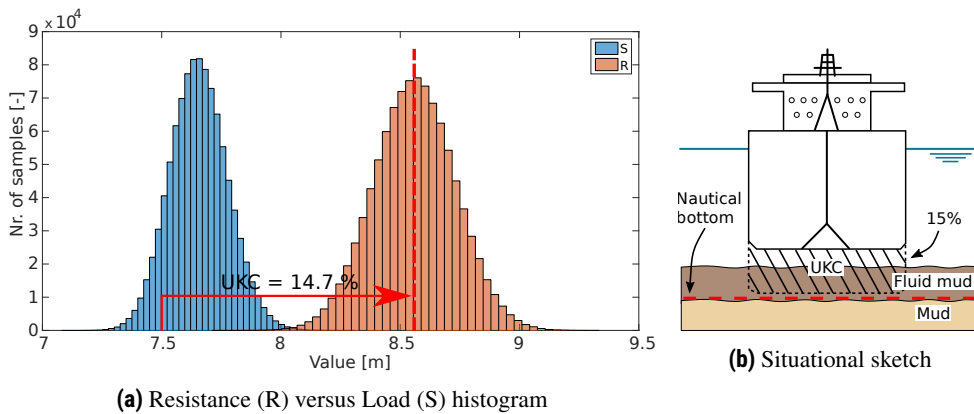 ×10⁴
9
8
7
6
5
4
3
2
1
0
Nr. of samples [-]
S
R
UKC = 14.7 %
7
7.5
8
8.5
9
9.5
Value [m]
(a) Resistance (R) versus Load (S) histogram
Nautical
bottom
15%
UKC
Fluid mud
Mud
(b) Situational sketch